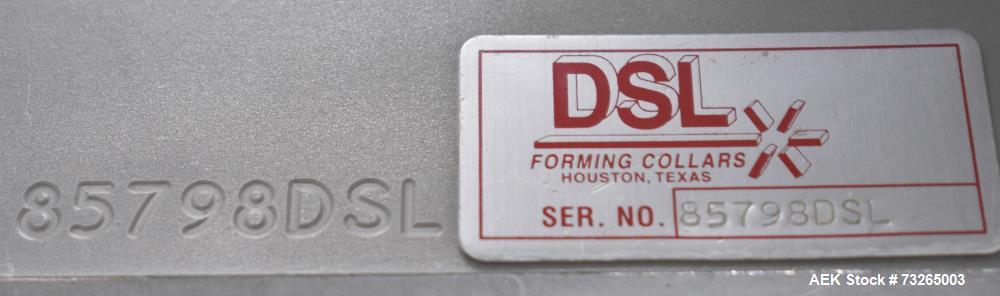 85798DSL
DSL
FORMING COLLARS
HOUSTON, TEXAS
SER. NO. 85798DSL
AEK Stock # 73265003